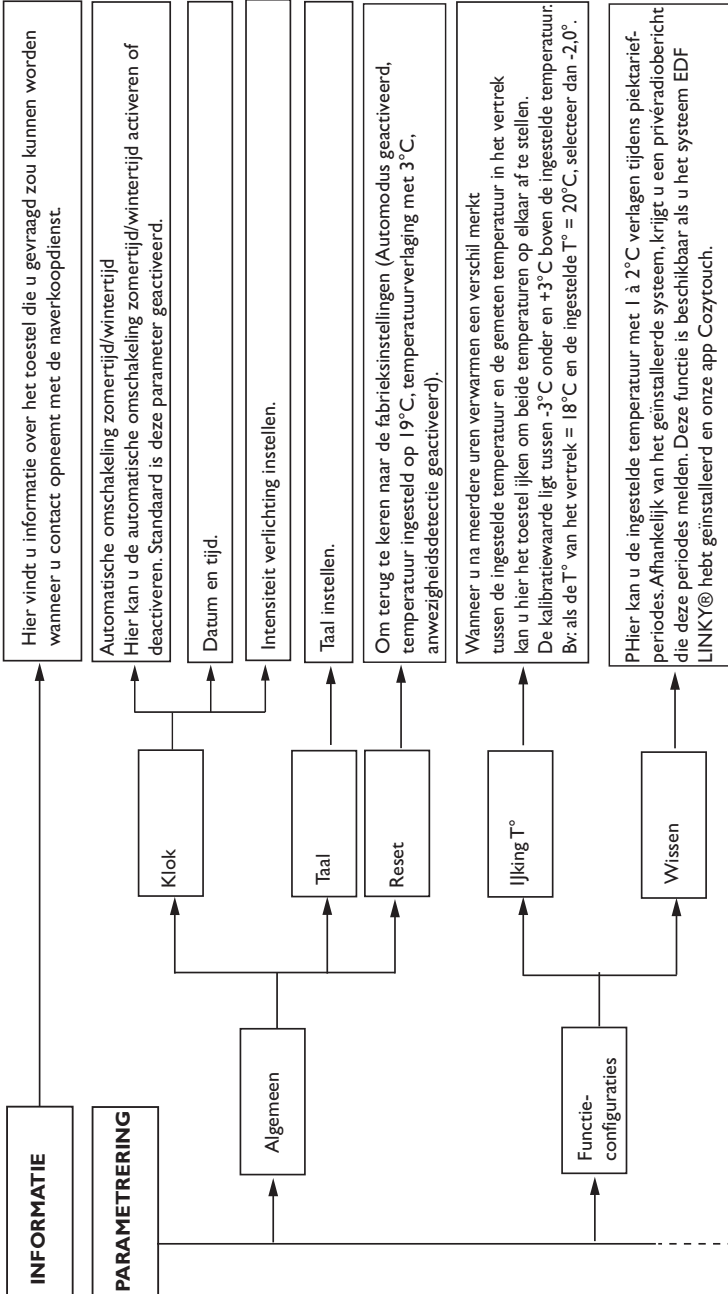 INFORMATIE
Hier vindt u informatie over het toestel die u gevraagd zou kunnen worden
wanneer u contact opneemt met de naverkoopdienst.
PARAMETRERING
Algemeen
Klok
Automatische omschakeling zomertijd/wintertijd
Hier kan u de automatische omschakeling zomertijd/wintertijd activeren of
deactiveren. Standaard is deze parameter geactiveerd.
Datum en tijd.
Intensiteit verlichting instellen.
Taal
Taal instellen.
Reset
Om terug te keren naar de fabrieksinstellingen (Automodus geactiveerd,
temperatuur ingesteld op 19°C, temperatuurverlaging met 3°C,
anwezigheidsdetectie geactiveerd).
Functie-
configuraties
IJking T°
Wanneer u na meerdere uren verwarmen een verschil merkt
tussen de ingestelde temperatuur en de gemeten temperatuur in het vertrek
kan u hier het toestel ijken om beide temperaturen op elkaar af te stellen.
De kalibratiewaarde ligt tussen -3°C onder en +3°C boven de ingestelde temperatuur.
Bv: als de T° van het vertrek = 18°C en de ingestelde T° = 20°C, selecteer dan -2,0°.
Wissen
PHier kan u de ingestelde temperatuur met 1 à 2°C verlagen tijdens piektarief-
periodes. Afhankelijk van het geïnstalleerde systeem, krijgt u een privéradiobericht
die deze periodes melden. Deze functie is beschikbaar als u het systeem EDF
LINKY® hebt geïnstalleerd en onze app Cozytouch.